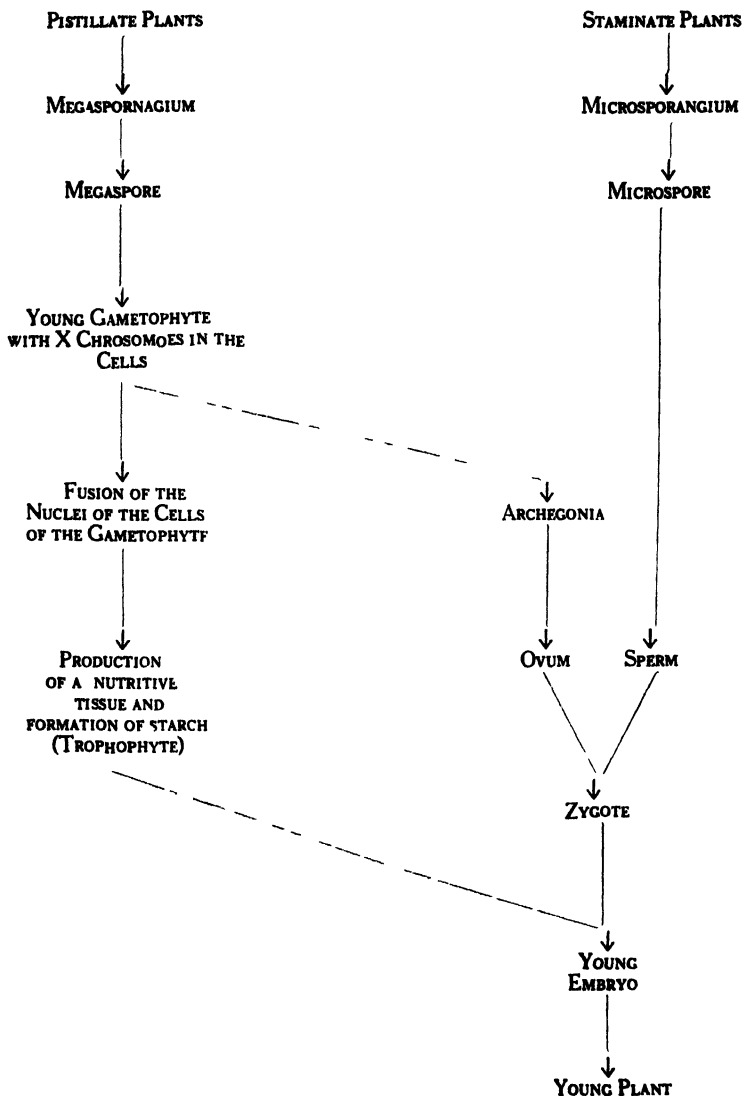 PISTILLATE PLANTS
STAMINATE PLANTS
MEGASPORNAGIUM
MICROSPORANGIUM
MEGASPORE
MICROSPORE
YOUNG GAMETOPHYTE
WITH X CHROSOMOES IN THE
CELLS
FUSION OF THE
NUCLEI OF THE CELLS
OF THE GAMETOPHYTE
ARCHEGONIA
PRODUCTION
OF A NUTRITIVE
TISSUE AND
FORMATION OF STARCH
(TROPHOPHYTE)
OVUM
SPERM
ZYGOTE
YOUNG
EMBRYO
YOUNG PLANT